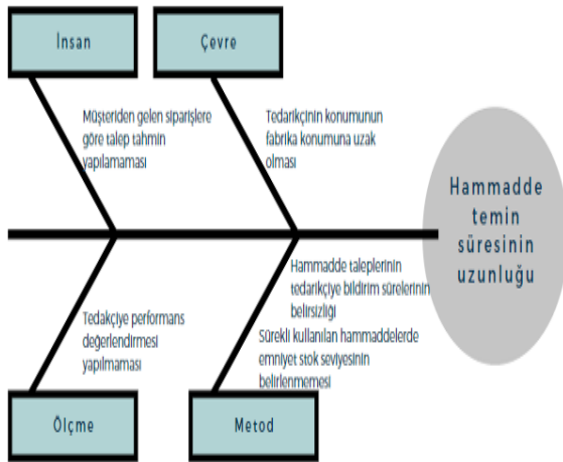 İnsan
Çevre
Müşteriden gelen siparişlere
göre talep tahmin
yapılamaması
Tedarikçinin konumunun
fabrika konumuna uzak
olması
Hammadde
temin
süresinin
uzunluğu
Hammadde taleplerinin
tedarikçiye bildirim sürelerinin
belirsizliği
Sürekli kullanılan hammaddelerde
emniyet stok seviyesinin
belirlenmemesi
Tedakçiye performans
değerlendirmesi
yapılmaması
Ölçme
Metod